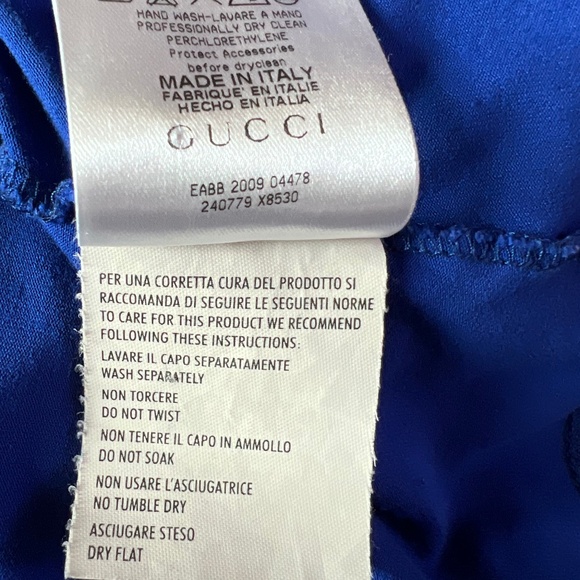 HAND WASH-LAVARE A MANO
PROFESSIONALLY DRY CLEAN
PERCHLORETHYLENE
Protect Accessories
before dryclean
MADE IN ITALY
FABRIQUE' EN ITALIE
HECHO EN ITALIA
GUCCI
EABB 2009 04478
240779 X8530
PER UNA CORRETTA CURA DEL PRODOTTO SI
RACCOMANDA DI SEGUIRE LE SEGUENTI NORME
TO CARE FOR THIS PRODUCT WE RECOMMEND
FOLLOWING THESE INSTRUCTIONS:
LAVARE IL CAPO SEPARATAMENTE
WASH SEPARATELY
NON TORCERE
DO NOT TWIST
NON TENERE IL CAPO IN AMMOLLO
DO NOT SOAK
NON USARE L'ASCIUGATRICE
NO TUMBLE DRY
ASCIUGARE STESO
DRY FLAT